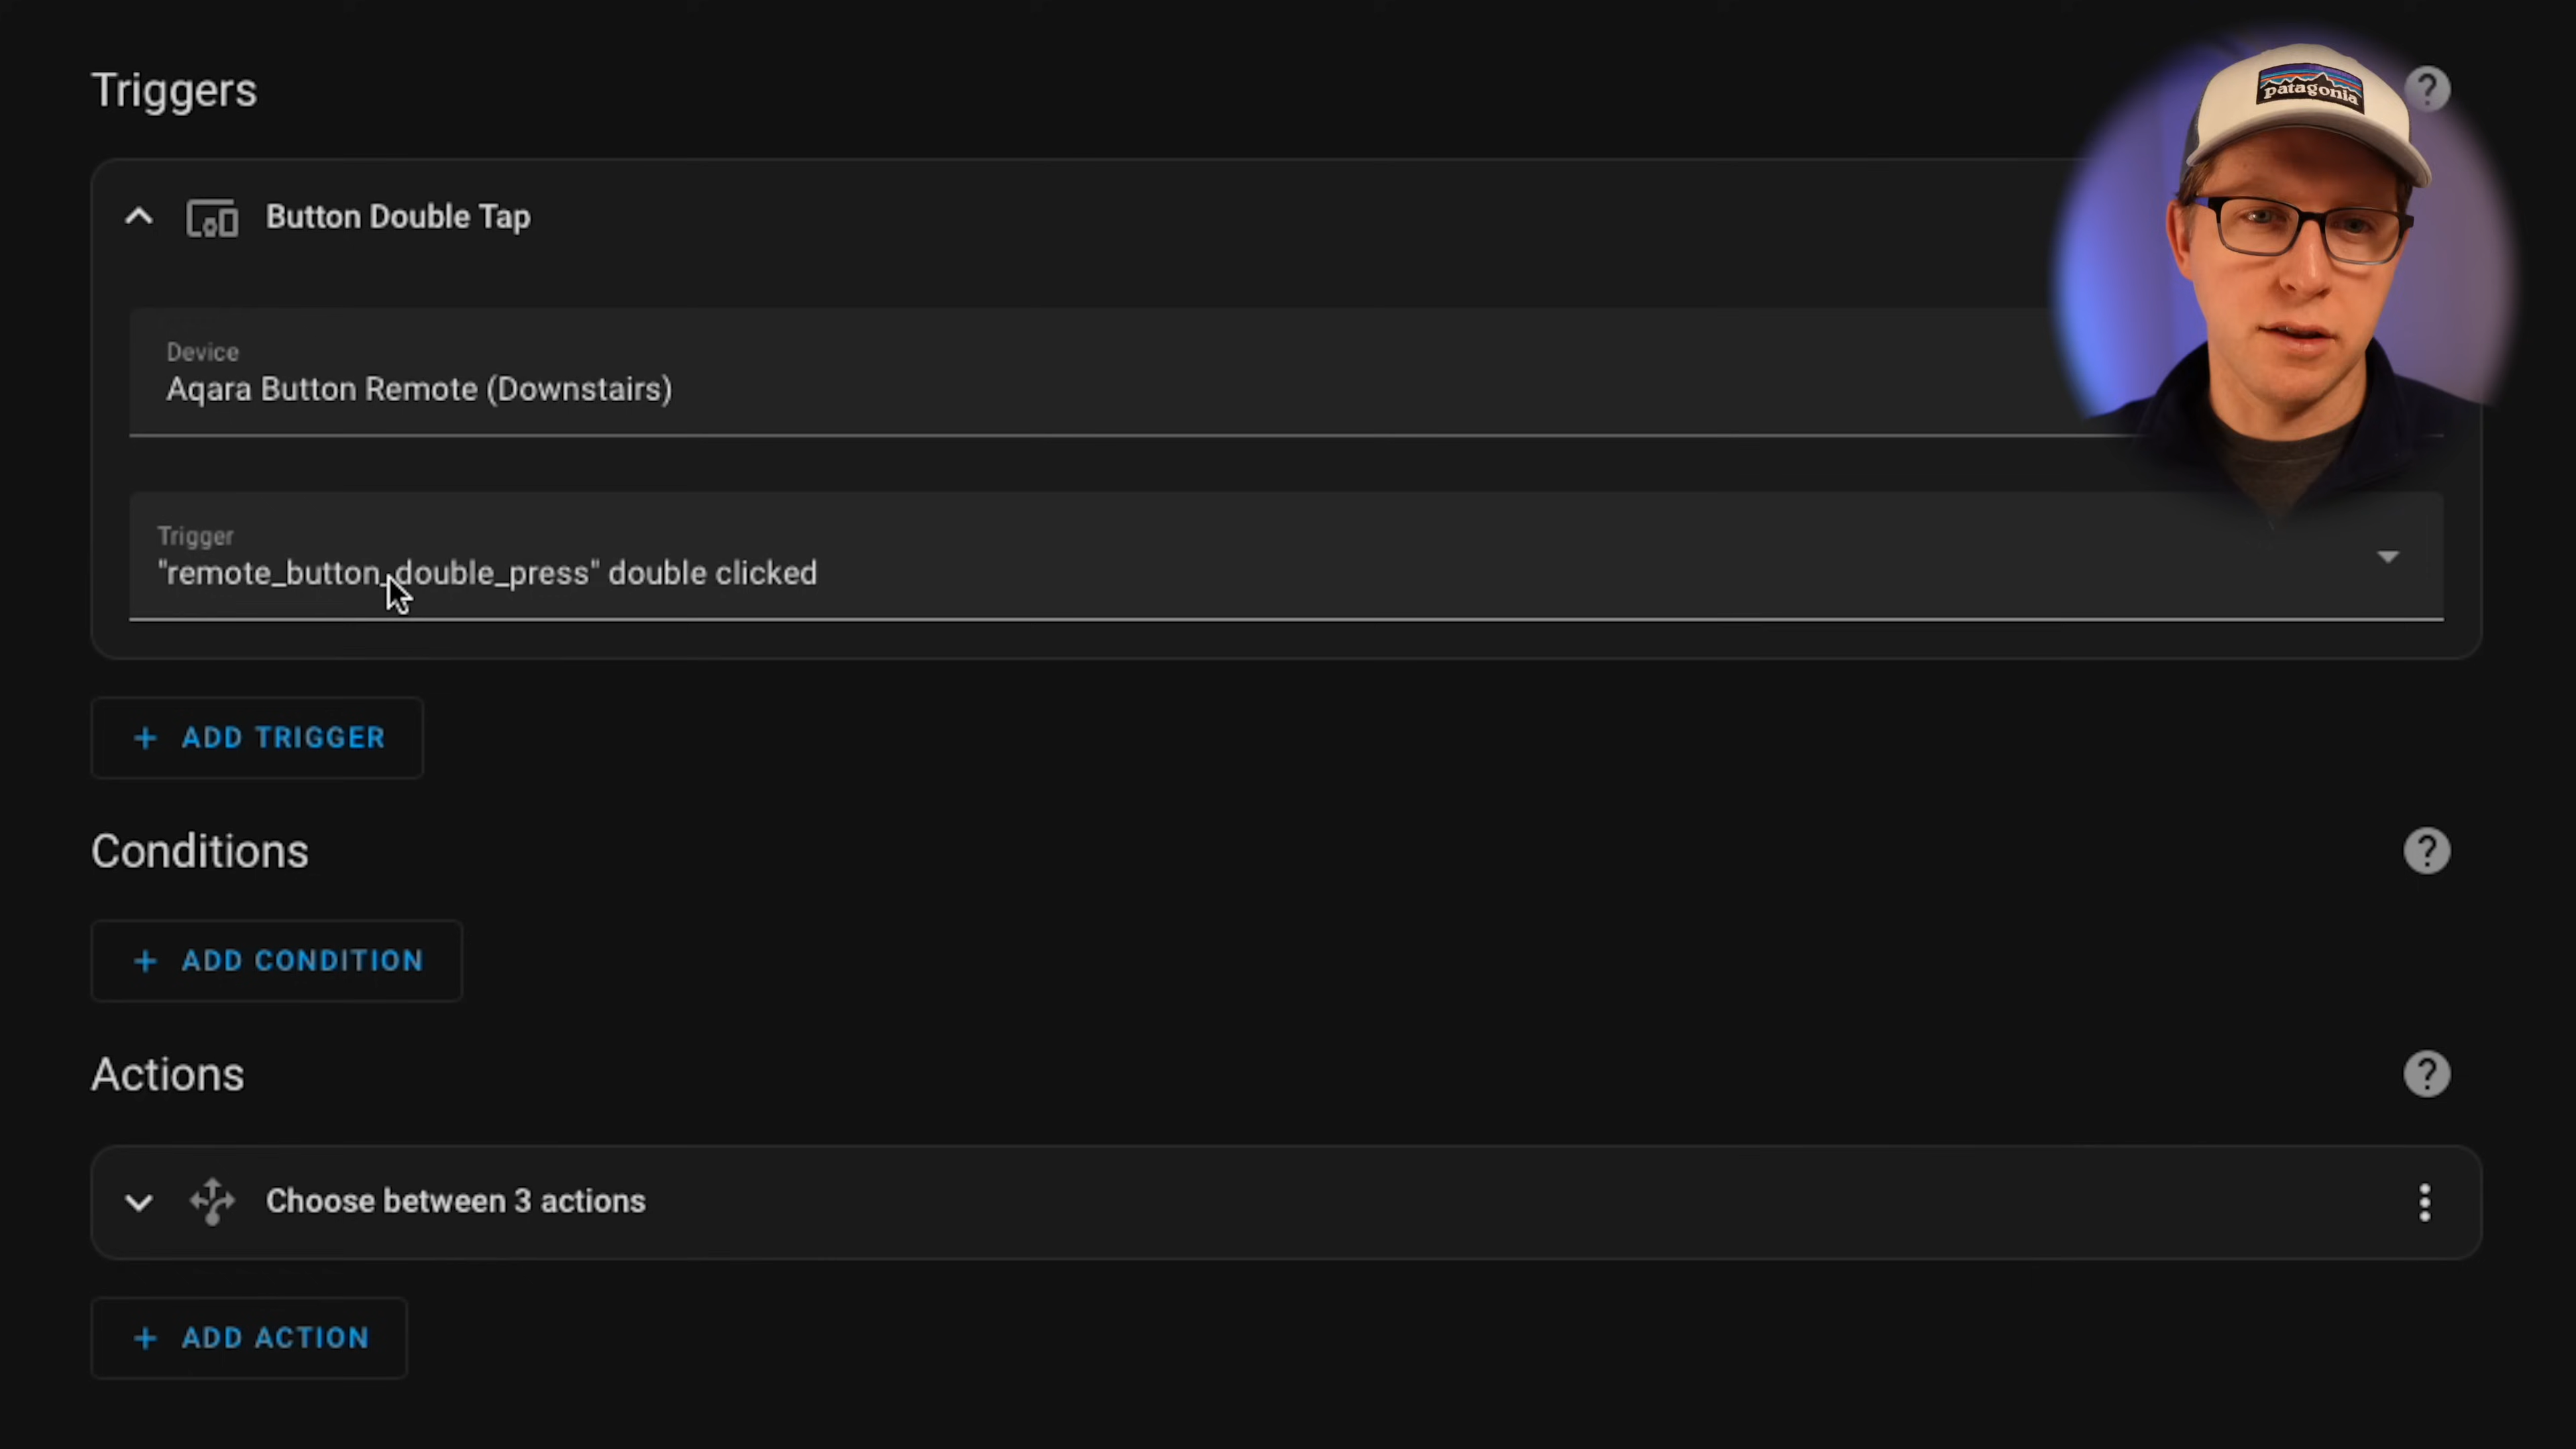 Triggers
patagonia
Button Double Tap
Device
Aqara Button Remote (Downstairs)
Trigger
"remote_button_double_press" double clicked
+ ADD TRIGGER
Conditions
+ ADD CONDITION
Actions
Choose between 3 actions
+ ADD ACTION